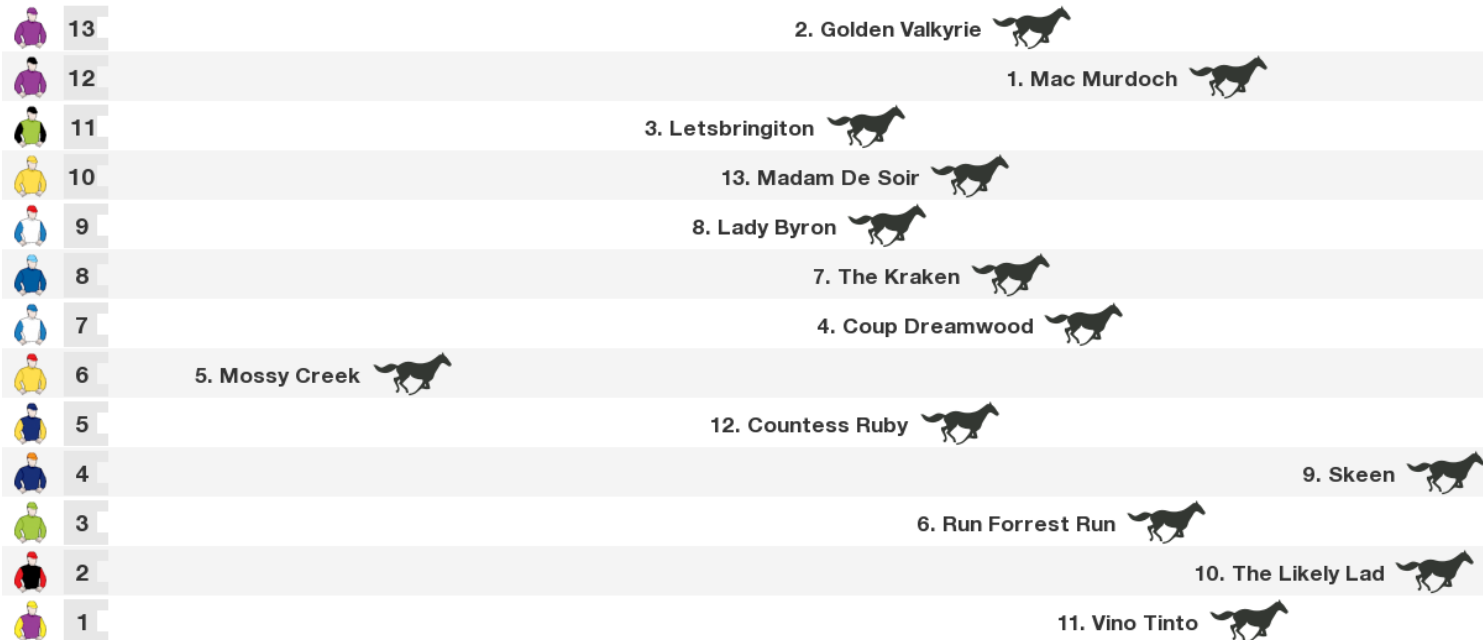 13 2. Golden Valkyrie
12 1. Mac Murdoch
11 3. Letsbringiton
10 13. Madam De Soir
9 8. Lady Byron
8 7. The Kraken
7 4. Coup Dreamwood
6 5. Mossy Creek
5 12. Countess Ruby
4 9. Skeen
3 6. Run Forrest Run
2 10. The Likely Lad
1 11. Vino Tinto